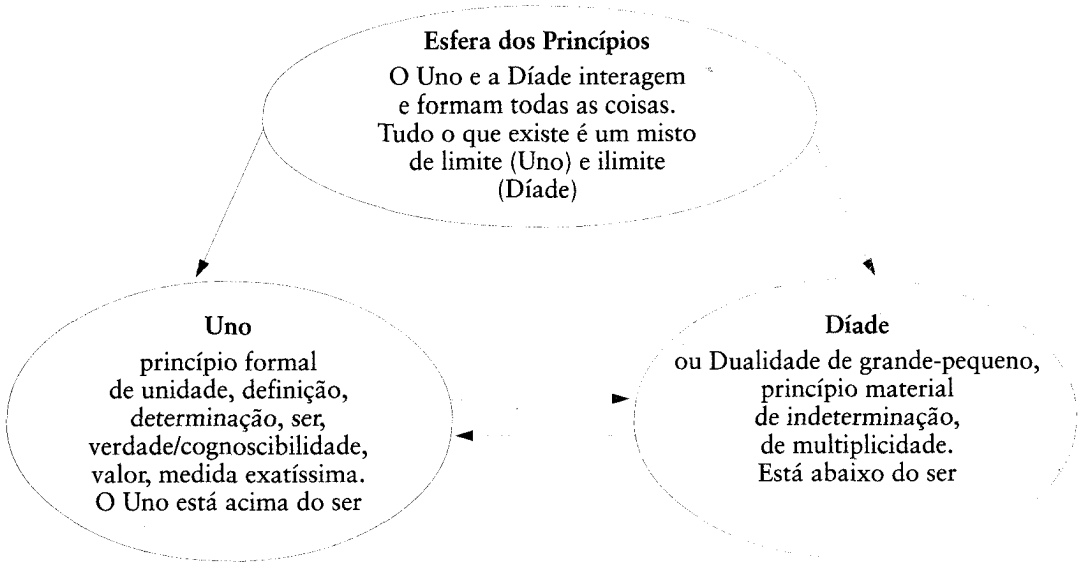 Esfera dos Princípios
O Uno e a Díade interagem
e formam todas as coisas.
Tudo o que existe é um misto
de limite (Uno) e ilimite
(Díade)
Uno
princípio formal
de unidade, definição,
determinação, ser,
verdade/cognoscibilidade,
valor, medida exatíssima.
O Uno está acima do ser
Díade
ou Dualidade de grande-pequeno,
princípio material
de indeterminação,
de multiplicidade.
Está abaixo do ser